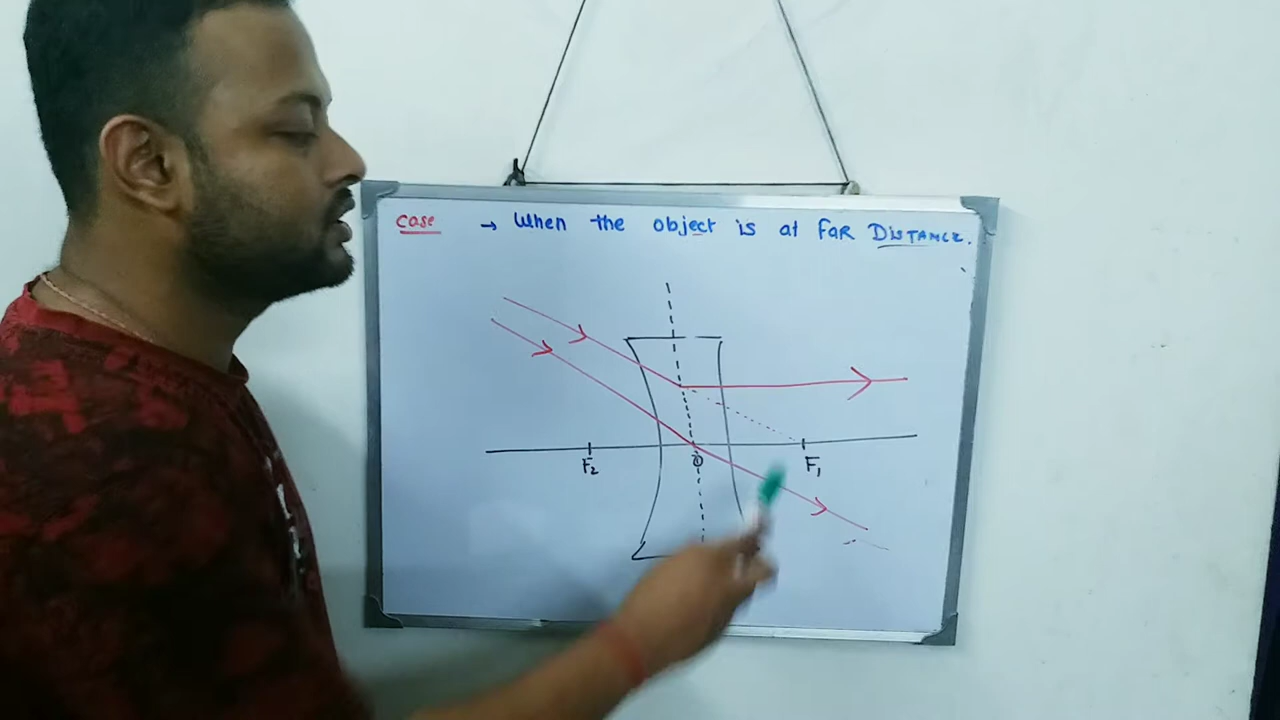 case → When the object is at FAR DISTANCE.
F₂
O
F₁